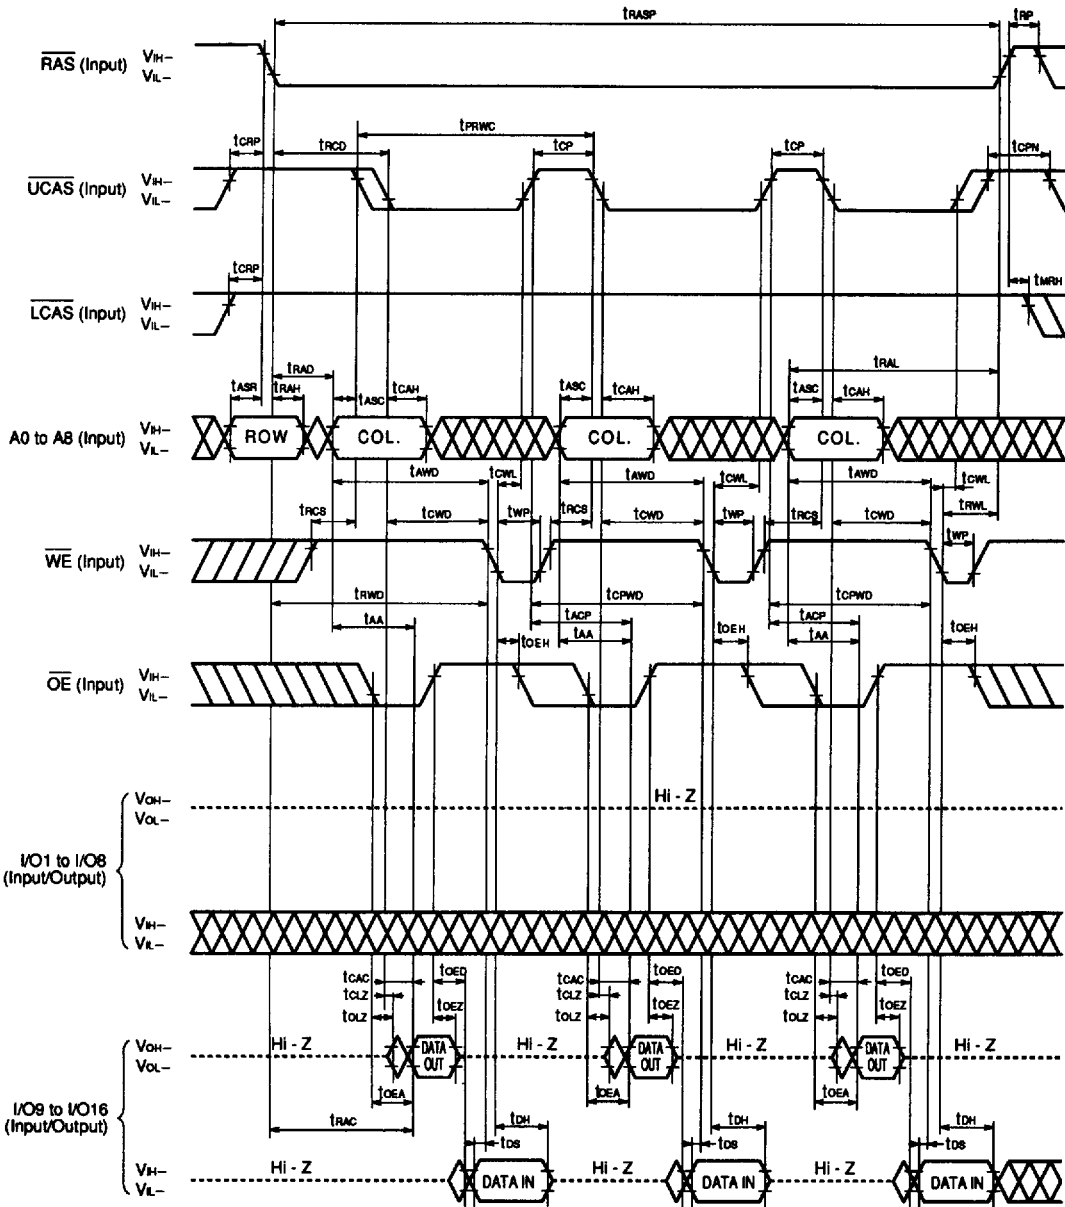 tRASP
tRP
RAS (Input)
VIH–
VIL–
tPRWC
tCRP
tRCD
tCP
tCP
tCPN
UCAS (Input)
VIH–
VIL–
tCRP
tMRH
LCAS (Input)
VIH–
VIL–
tRAD
tRAL
tASR
tRAH
tASC
tCAH
tASC
tCAH
tASC
tCAH
A0 to A8 (Input)
VIH–
VIL–
ROW
COL.
COL.
COL.
tAWD
tCWL
tAWD
tCWL
tAWD
tCWL
tRCS
tCWD
tWP
tRCS
tCWD
tWP
tRCS
tCWD
tRWL
tWP
WE (Input)
VIH–
VIL–
tRWD
tCPWD
tCPWD
tAA
tOEH
tACP
tAA
tOEH
tACP
tAA
tOEH
OE (Input)
VIH–
VIL–
VOH–
VOL–
Hi - Z
I/O1 to I/O8
(Input/Output)
VIH–
VIL–
tCAC
tOED
tCAC
tOED
tCAC
tOED
tCLZ
tCLZ
tCLZ
tOLZ
tOEZ
tOLZ
tOEZ
tOLZ
tOEZ
VOH–
VOL–
Hi - Z
DATA OUT
Hi - Z
DATA OUT
Hi - Z
DATA OUT
Hi - Z
tOEA
tOEA
tOEA
I/O9 to I/O16
(Input/Output)
tRAC
tDH
tDH
tDH
tDS
tDS
tDS
VIH–
VIL–
Hi - Z
DATA IN
Hi - Z
DATA IN
Hi - Z
DATA IN